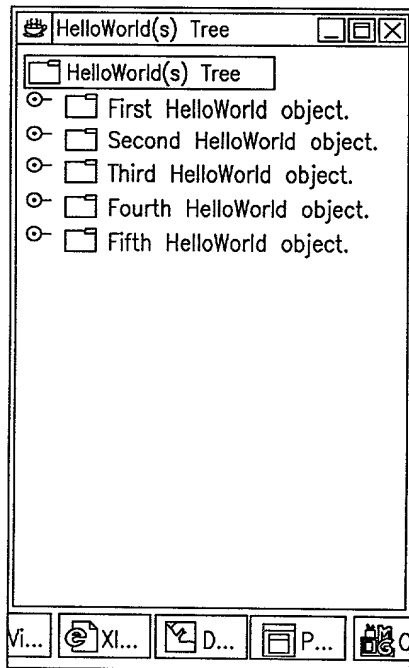 HelloWorld(s) Tree
HelloWorld(s) Tree
First HelloWorld object.
Second HelloWorld object.
Third HelloWorld object.
Fourth HelloWorld object.
Fifth HelloWorld object.
Vi... XI... D... P... C